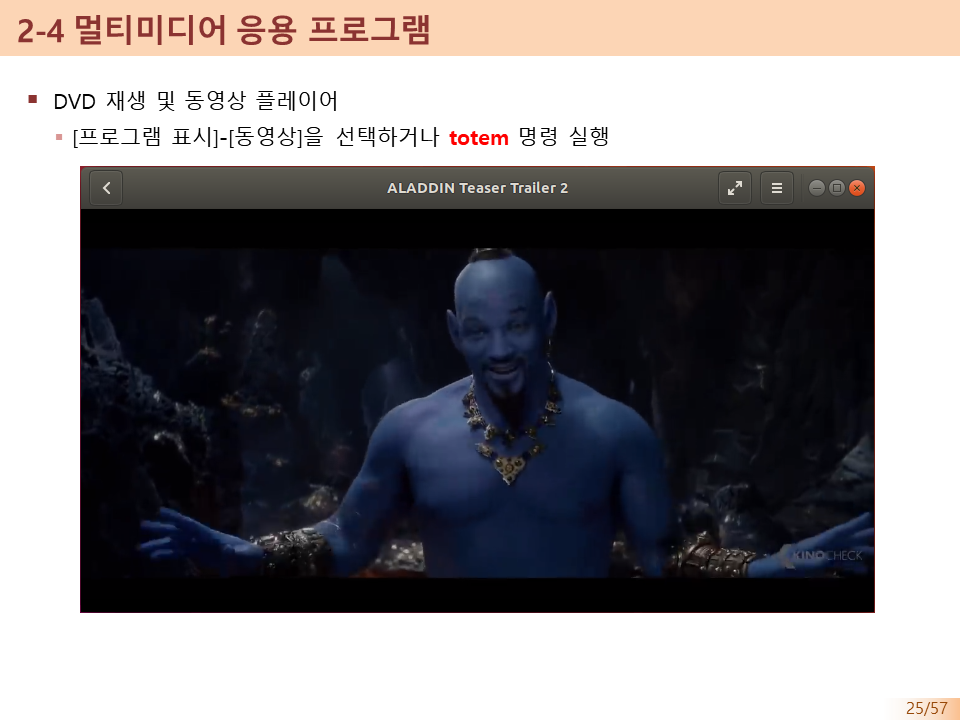 2-4 멀티미디어 응용 프로그램
DVD 재생 및 동영상 플레이어
[프로그램 표시]-[동영상]을 선택하거나 totem 명령 실행
ALADDIN Teaser Trailer 2
KINOCHECK
25/57